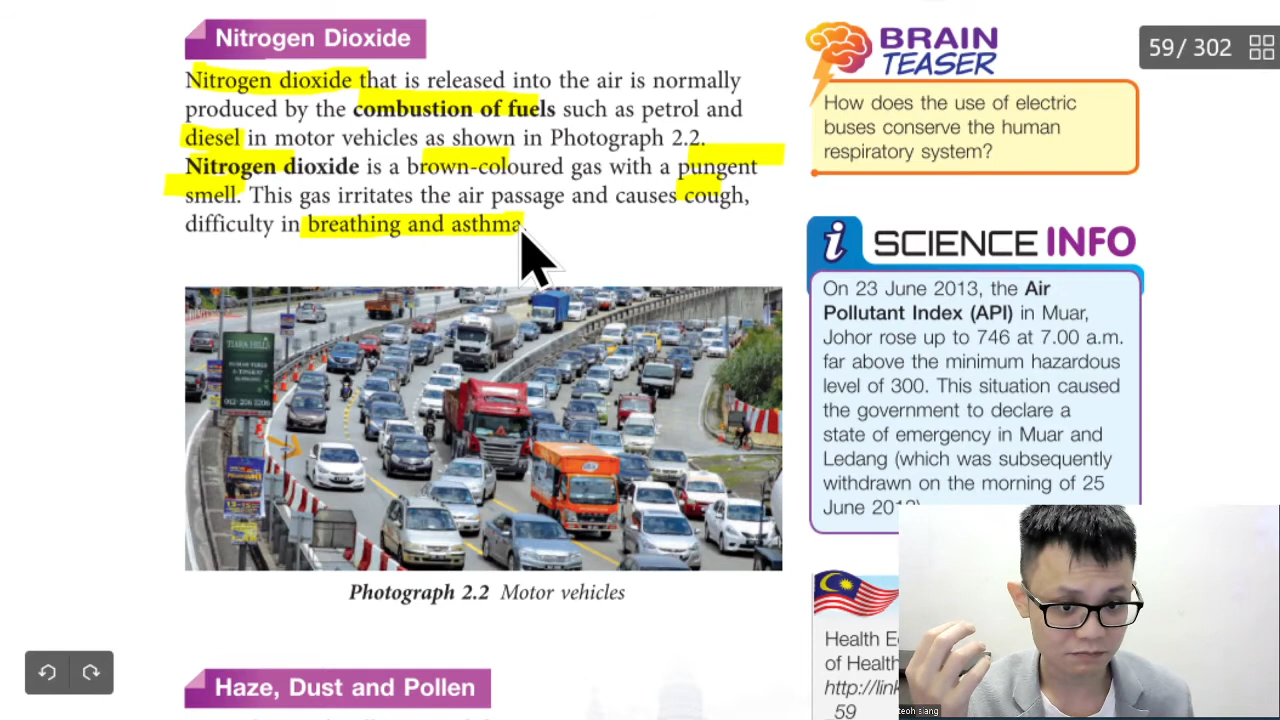 Nitrogen Dioxide
Nitrogen dioxide that is released into the air is normally
produced by the combustion of fuels such as petrol and
diesel in motor vehicles as shown in Photograph 2.2.
Nitrogen dioxide is a brown-coloured gas with a pungent
smell. This gas irritates the air passage and causes cough,
difficulty in breathing and asthma.
TIARA HILLS
Photograph 2.2 Motor vehicles
Haze, Dust and Pollen
59 / 302
BRAIN
TEASER
How does the use of electric
buses conserve the human
respiratory system?
i SCIENCE INFO
On 23 June 2013, the Air
Pollutant Index (API) in Muar,
Johor rose up to 746 at 7.00 a.m.
far above the minimum hazardous
level of 300. This situation caused
the government to declare a
state of emergency in Muar and
Ledang (which was subsequently
withdrawn on the morning of 25
June
Health
of Health
http://link
_59
teoh siang